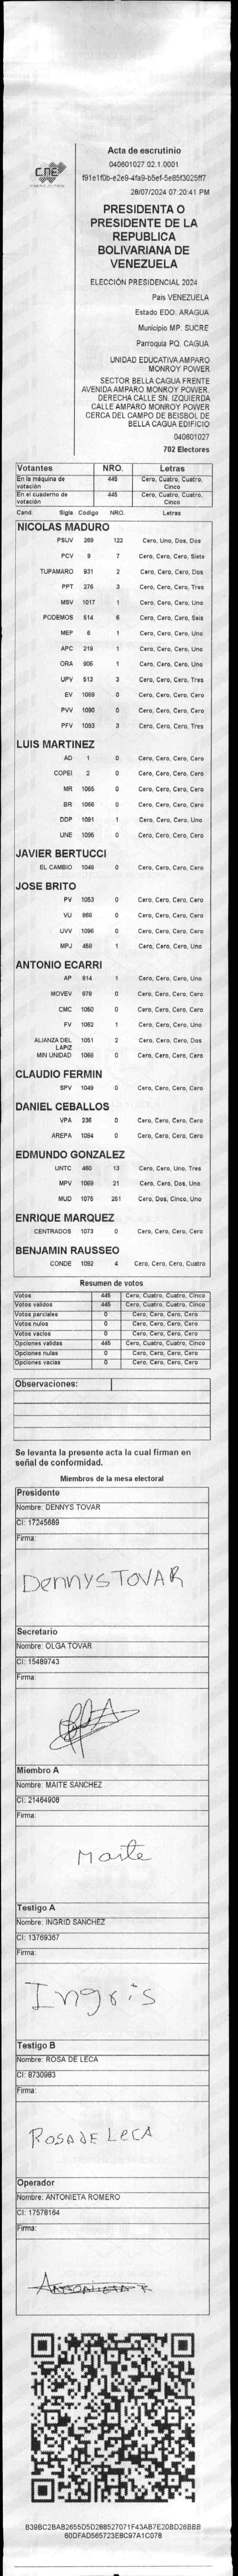 CNE
PODER ELECTORAL
Acta de escrutinio
040601027.02.1.0001
f91e1f0b-e2e9-4fa9-b5ef-5e85f3025ff7
28/07/2024 07:20:41 PM
PRESIDENTA O
PRESIDENTE DE LA
REPUBLICA
BOLIVARIANA DE
VENEZUELA
ELECCIÓN PRESIDENCIAL 2024
Pais VENEZUELA
Estado EDO. ARAGUA
Municipio MP. SUCRE
Parroquia PQ. CAGUA
UNIDAD EDUCATIVA AMPARO
MONROY POWER
SECTOR BELLA CAGUA FRENTE
AVENIDA AMPARO MONROY POWER.
DERECHA CALLE SN. IZQUIERDA
CALLE AMPARO MONROY POWER
CERCA DEL CAMPO DE BEISBOL DE
BELLA CAGUA EDIFICIO
040601027
702 Electores
Votantes NRO. Letras
En la máquina de votación 445 Cero, Cuatro, Cuatro, Cinco
En el cuaderno de votación 445 Cero, Cuatro, Cuatro, Cinco
Cand. Sigla Código NRO. Letras
NICOLAS MADURO
PSUV 269 122 Cero, Uno, Dos, Dos
PCV 9 7 Cero, Cero, Cero, Siete
TUPAMARO 931 2 Cero, Cero, Cero, Dos
PPT 276 3 Cero, Cero, Cero, Tres
MSV 1017 1 Cero, Cero, Cero, Uno
PODEMOS 514 6 Cero, Cero, Cero, Seis
MEP 6 1 Cero, Cero, Cero, Uno
APC 219 1 Cero, Cero, Cero, Uno
ORA 906 1 Cero, Cero, Cero, Uno
UPV 513 3 Cero, Cero, Cero, Tres
EV 1089 0 Cero, Cero, Cero, Cero
PVV 1090 0 Cero, Cero, Cero, Cero
PFV 1093 3 Cero, Cero, Cero, Tres
LUIS MARTINEZ
AD 1 0 Cero, Cero, Cero, Cero
COPEI 2 0 Cero, Cero, Cero, Cero
MR 1055 0 Cero, Cero, Cero, Cero
BR 1066 0 Cero, Cero, Cero, Cero
DDP 1091 1 Cero, Cero, Cero, Uno
UNE 1095 0 Cero, Cero, Cero, Cero
JAVIER BERTUCCI
EL CAMBIO 1046 0 Cero, Cero, Cero, Cero
JOSE BRITO
PV 1053 0 Cero, Cero, Cero, Cero
VU 969 0 Cero, Cero, Cero, Cero
UVV 1096 0 Cero, Cero, Cero, Cero
MPJ 459 1 Cero, Cero, Cero, Uno
ANTONIO ECARRI
AP 614 1 Cero, Cero, Cero, Uno
MOVEV 879 0 Cero, Cero, Cero, Cero
CMC 1050 0 Cero, Cero, Cero, Cero
FV 1062 1 Cero, Cero, Cero, Uno
ALIANZA DEL LAPIZ 1051 2 Cero, Cero, Cero, Dos
MIN UNIDAD 1088 0 Cero, Cero, Cero, Cero
CLAUDIO FERMIN
SPV 1049 0 Cero, Cero, Cero, Cero
DANIEL CEBALLOS
VPA 236 0 Cero, Cero, Cero, Cero
AREPA 1094 0 Cero, Cero, Cero, Cero
EDMUNDO GONZALEZ
UNTC 460 13 Cero, Cero, Uno, Tres
MPV 1069 21 Cero, Cero, Dos, Uno
MUD 1075 251 Cero, Dos, Cinco, Uno
ENRIQUE MARQUEZ
CENTRADOS 1073 0 Cero, Cero, Cero, Cero
BENJAMIN RAUSSEO
CONDE 1092 4 Cero, Cero, Cero, Cuatro
Resumen de votos
Votos 445 Cero, Cuatro, Cuatro, Cinco
Votos validos 445 Cero, Cuatro, Cuatro, Cinco
Votos parciales 0 Cero, Cero, Cero, Cero
Votos nulos 0 Cero, Cero, Cero, Cero
Votos vacios 0 Cero, Cero, Cero, Cero
Opciones validas 445 Cero, Cuatro, Cuatro, Cinco
Opciones nulas 0 Cero, Cero, Cero, Cero
Opciones vacias 0 Cero, Cero, Cero, Cero
Observaciones:
Se levanta la presente acta la cual firman en
señal de conformidad.
Miembros de la mesa electoral
Presidente
Nombre: DENNYS TOVAR
CI: 17245689
Firma:
DennysTOVAR
Secretario
Nombre: OLGA TOVAR
CI: 15489743
Firma:
Miembro A
Nombre: MAITE SANCHEZ
CI: 21464908
Firma:
Maite
Testigo A
Nombre: INGRID SANCHEZ
CI: 13769367
Firma:
Ingris
Testigo B
Nombre: ROSA DE LECA
CI: 8730983
Firma:
ROSA DE LeCA
Operador
Nombre: ANTONIETA ROMERO
CI: 17578164
Firma:
Antonieta R
B39BC2BAB2655D5D288527071F43AB7E20BD26BBB
60DFAD565723EBC97A1C078